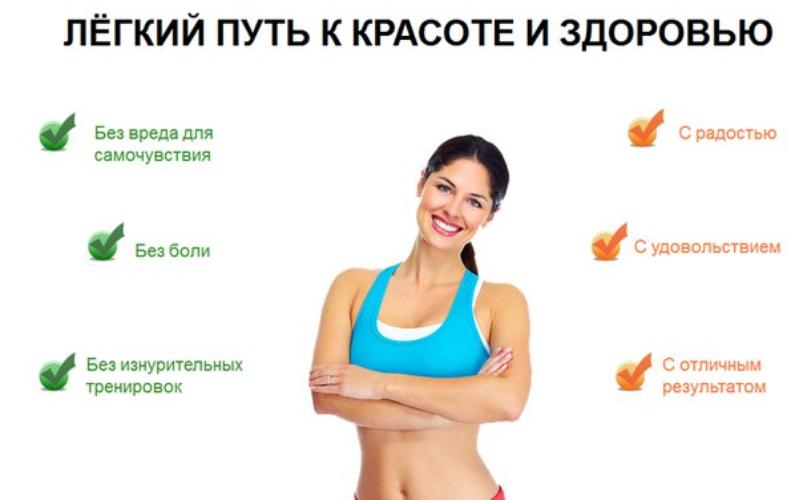 ЛЁГКИЙ ПУТЬ К КРАСОТЕ И ЗДОРОВЬЮ
Без вреда для
самочувствия
Без боли
Без изнурительных
тренировок
С радостью
С удовольствием
С отличным
результатом